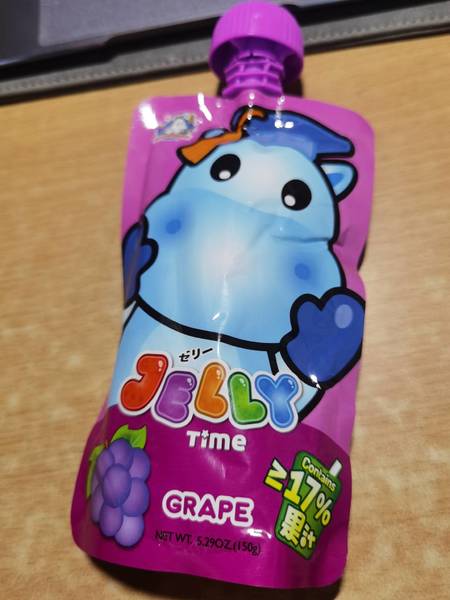 ゼリー
JELLY
Time
GRAPE
Contains
≥17%
果汁
NET WT. 5.29OZ.(150g)